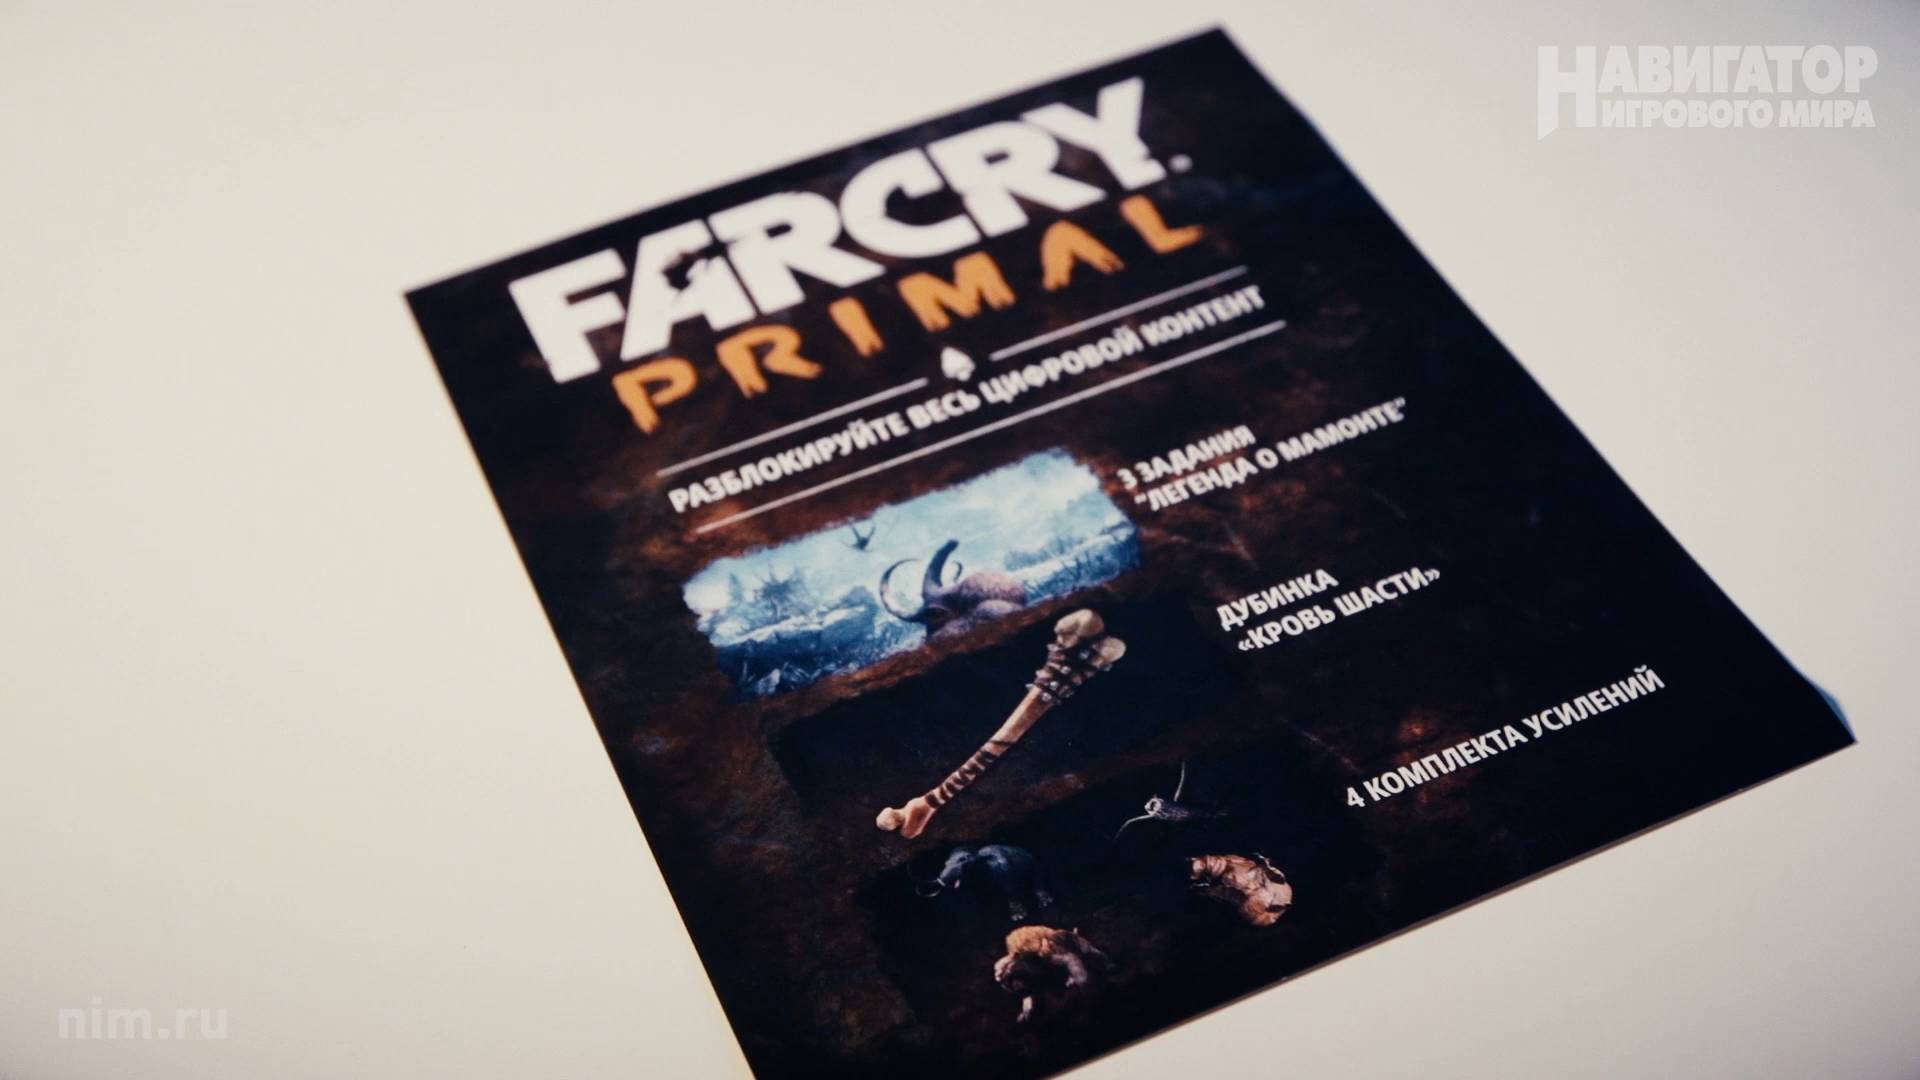 НАВИГАТОР
ИГРОВОГО МИРА
FARCRY
PRIMAL
РАЗБЛОКИРУЙТЕ ВЕСЬ ЦИФРОВОЙ КОНТЕНТ
3 ЗАДАНИЯ
"ЛЕГЕНДА О МАМОНТЕ"
ДУБИНКА
«КРОВЬ ШАСТИ»
4 КОМПЛЕКТА УСИЛЕНИЙ
nim.ru